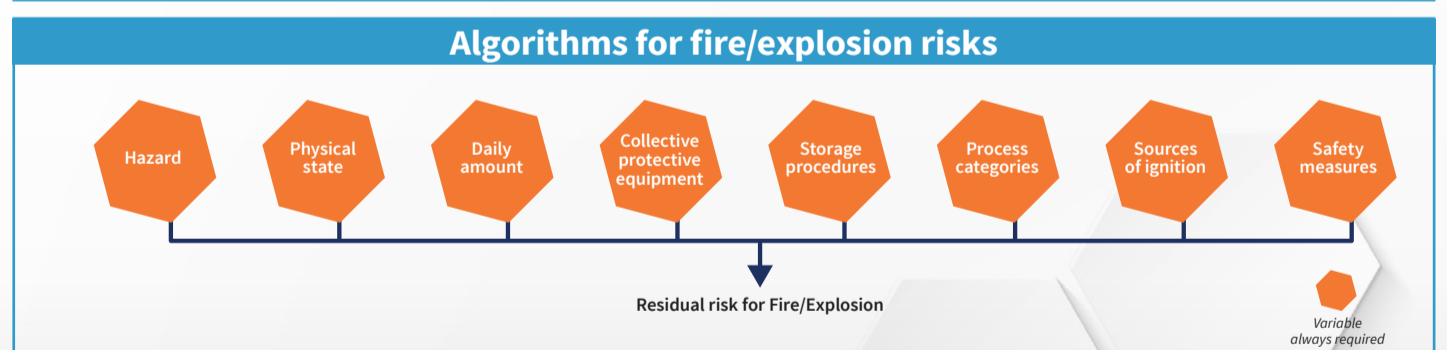 Algorithms for fire/explosion risks
Hazard
Physical
state
Daily
amount
Collective
protective
equipment
Storage
procedures
Process
categories
Sources
of ignition
Safety
measures
Residual risk for Fire/Explosion
Variable
always required